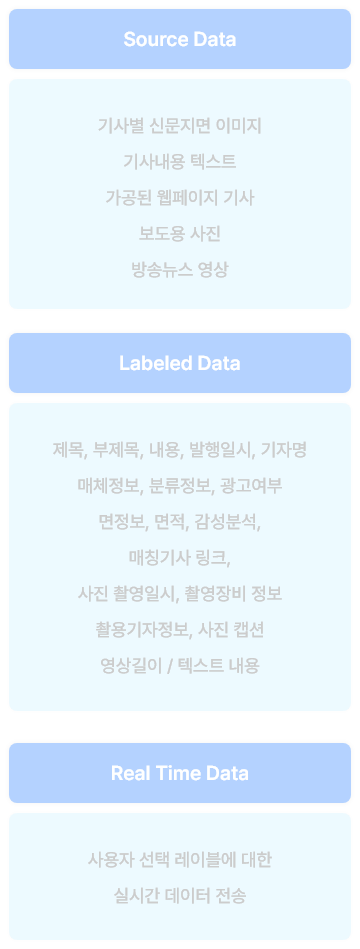 Source Data
기사별 신문지면 이미지
기사내용 텍스트
가공된 웹페이지 기사
보도용 사진
방송뉴스 영상
Labeled Data
제목, 부제목, 내용, 발행일시, 기자명
매체정보, 분류정보, 광고여부
면정보, 면적, 감성분석,
매칭기사 링크,
사진 촬영일시, 촬영장비 정보
촬용기자정보, 사진 캡션
영상길이 / 텍스트 내용
Real Time Data
사용자 선택 레이블에 대한
실시간 데이터 전송